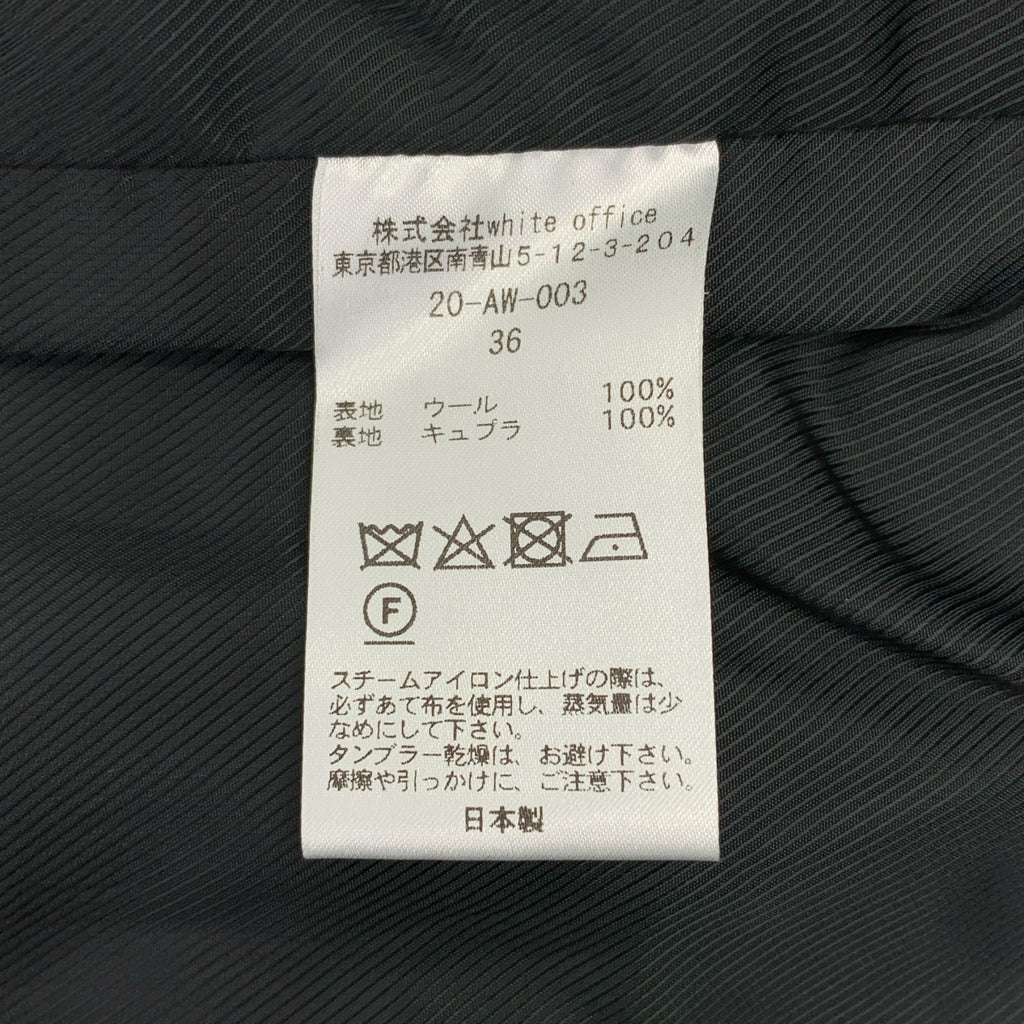 株式会社white office
東京都港区南青山5-12-3-204
20-AW-003
36
表地 ウール 100%
裏地 キュプラ 100%
F
スチームアイロン仕上げの際は、
必ずあて布を使用し、蒸気量は少
なめにして下さい。
タンブラー乾燥は、お避け下さい。
摩擦や引っかけに、ご注意下さい。
日本製